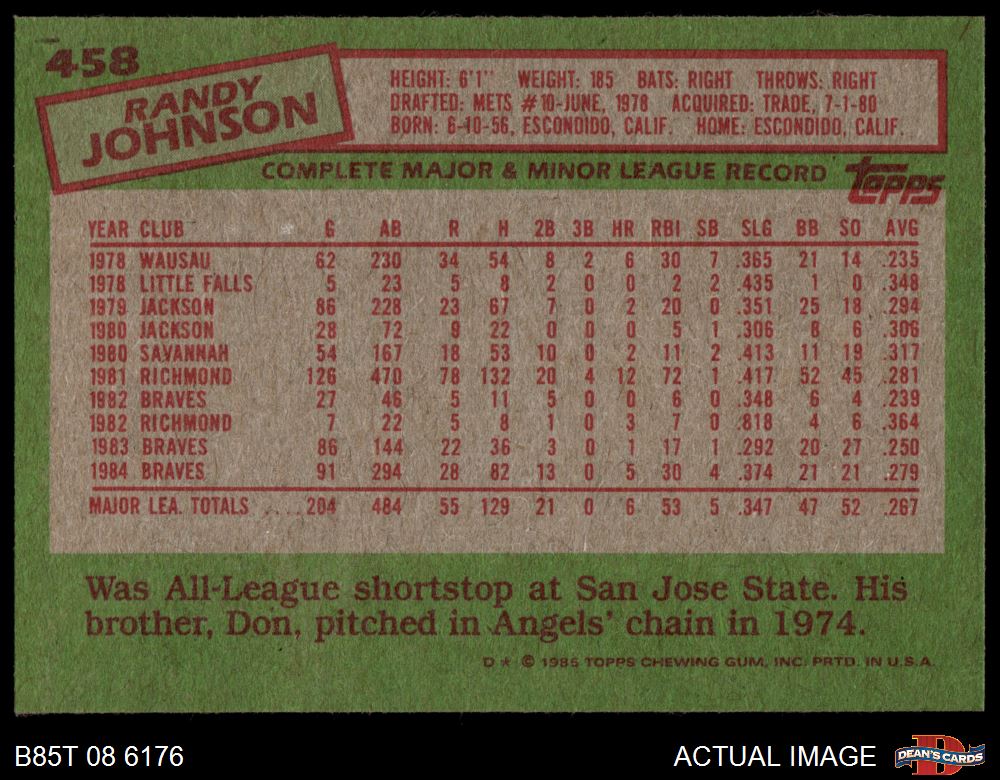 458
RANDY
JOHNSON
HEIGHT: 6'1" WEIGHT: 185 BATS: RIGHT THROWS: RIGHT
DRAFTED: METS #10-JUNE, 1978 ACQUIRED: TRADE, 7-1-80
BORN: 6-10-56, ESCONDIDO, CALIF. HOME: ESCONDIDO, CALIF.
COMPLETE MAJOR & MINOR LEAGUE RECORD
Topps
YEAR CLUB G AB R H 2B 3B HR RBI SB SLG BB SO AVG
1978 WAUSAU 62 230 34 54 8 2 6 30 7 .365 21 14 .235
1978 LITTLE FALLS 5 23 5 8 2 0 0 2 2 .435 1 0 .348
1979 JACKSON 86 228 23 67 7 0 2 20 0 .351 25 18 .294
1980 JACKSON 28 72 9 22 0 0 0 5 1 .306 8 6 .306
1980 SAVANNAH 54 167 18 53 10 0 2 11 2 .413 11 19 .317
1981 RICHMOND 126 470 78 132 20 4 12 72 1 .417 52 45 .281
1982 BRAVES 27 46 5 11 5 0 0 6 0 .348 6 4 .239
1982 RICHMOND 7 22 5 8 1 0 3 7 0 .818 4 6 .364
1983 BRAVES 86 144 22 36 3 0 1 17 1 .292 20 27 .250
1984 BRAVES 91 294 28 82 13 0 5 30 4 .374 21 21 .279
MAJOR LEA. TOTALS ....204 484 55 129 21 0 6 53 5 .347 47 52 .267
Was All-League shortstop at San Jose State. His
brother, Don, pitched in Angels' chain in 1974.
D * © 1985 TOPPS CHEWING GUM, INC. PRTD. IN U.S.A.
B85T 08 6176
ACTUAL IMAGE
DEAN'S CARDS